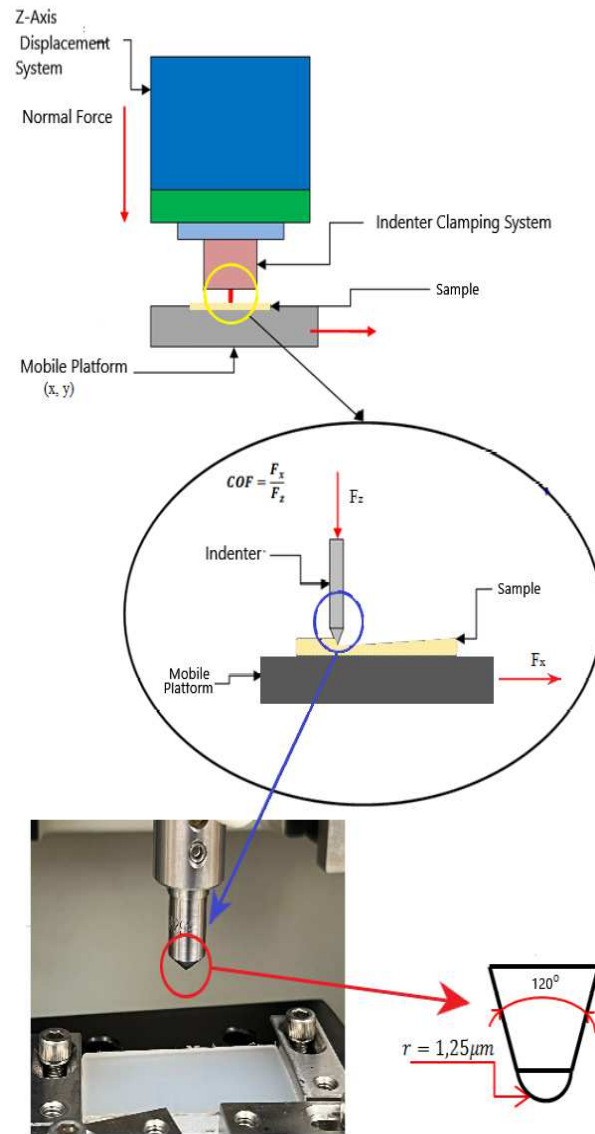 Z-Axis
Displacement
System
Normal Force
Indenter Clamping System
Sample
Mobile Platform
(x, y)
COF = Fx/Fz
Fz
Indenter
Sample
Mobile
Platform
Fx
120⁰
r = 1,25μm